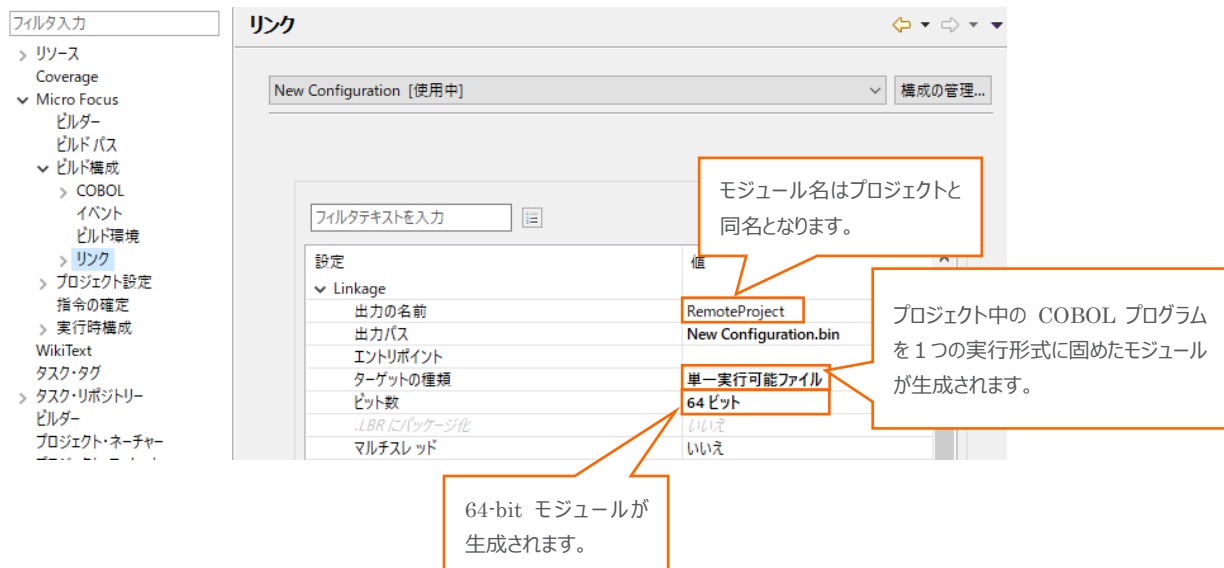 フィルタ入力
リソース
Coverage
Micro Focus
ビルダー
ビルド パス
ビルド構成
COBOL
イベント
ビルド環境
リンク
プロジェクト設定
指令の確定
実行時構成
WikiText
タスク・タグ
タスク・リポジトリー
ビルダー
プロジェクト・ネーチャー
リンク
New Configuration [使用中]
構成の管理...
フィルタテキストを入力
設定 値
Linkage
出力の名前 RemoteProject
出力パス New Configuration.bin
エントリポイント
ターゲットの種類 単一実行可能ファイル
ビット数 64 ビット
.LBR にパッケージ化 いいえ
マルチスレッド いいえ
モジュール名はプロジェクトと
同名となります。
プロジェクト中の COBOL プログラム
を１つの実行形式に固めたモジュール
が生成されます。
64-bit モジュールが
生成されます。